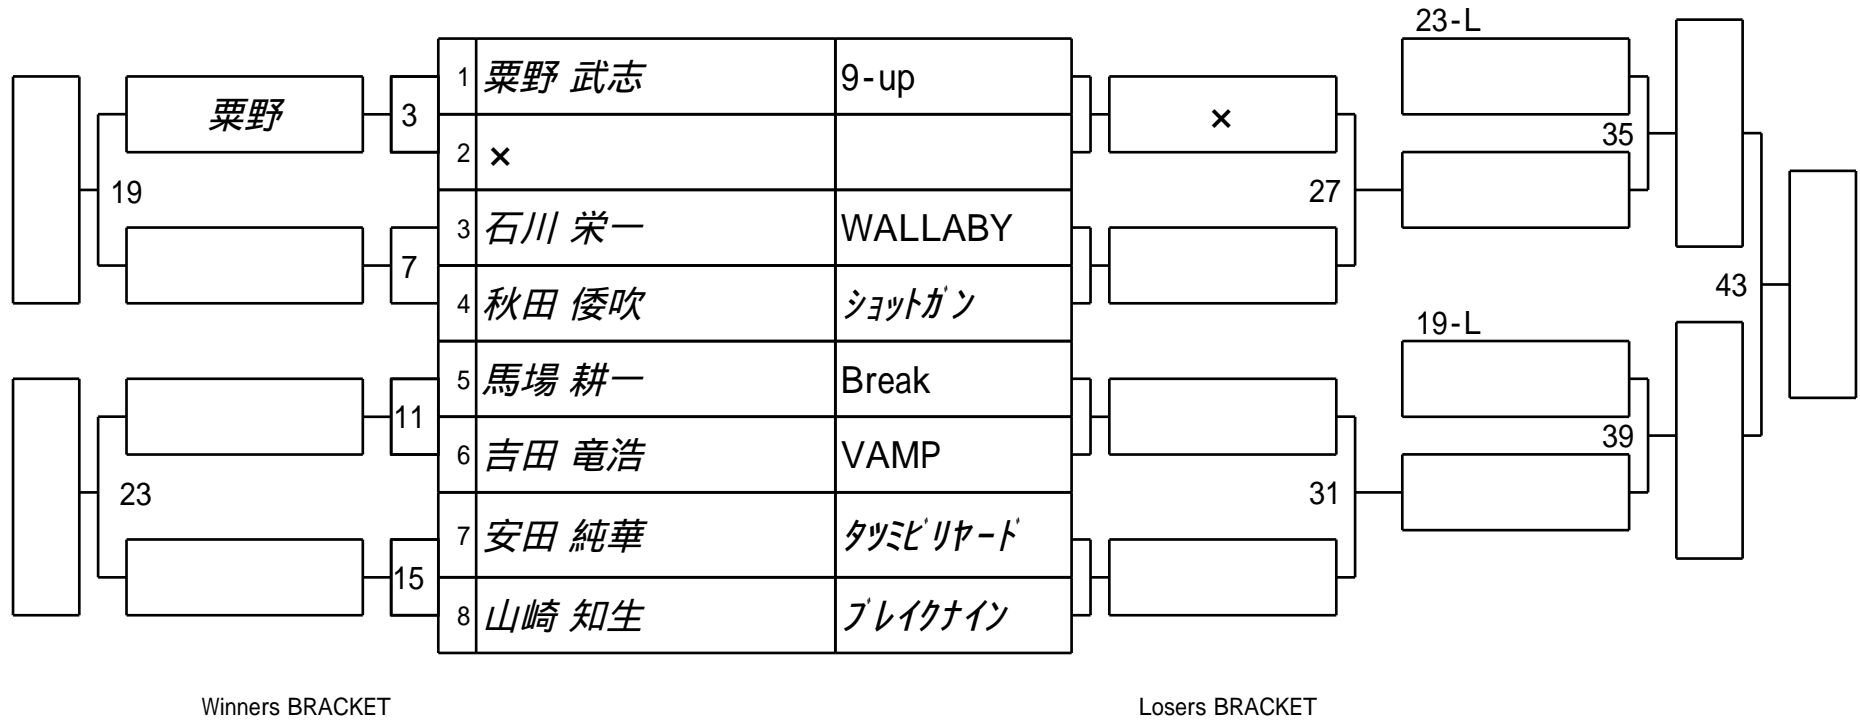 23-L
1 粟野 武志 9-up
粟野 3 × 35
2 ×
19 27
3 石川 栄一 WALLABY
7 43
4 秋田 倭吹 ｼｮｯﾄｶﾞﾝ
19-L
5 馬場 耕一 Break
11 39
6 吉田 竜浩 VAMP
23 31
7 安田 純華 ﾀﾂﾐﾋﾞﾘﾔｰﾄﾞ
15
8 山崎 知生 ﾌﾞﾚｲｸﾅｲﾝ
Winners BRACKET Losers BRACKET